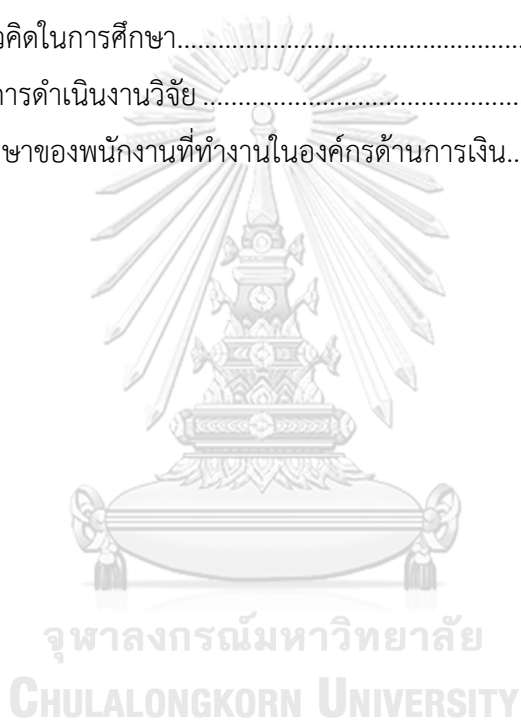 วคิดในการศึกษา.......................................
การดำเนินงานวิจัย.......................................
ษาของพนักงานที่ทำงานในองค์กรด้านการเงิน..
จุฬาลงกรณ์มหาวิทยาลัย
CHULALONGKORN UNIVERSITY